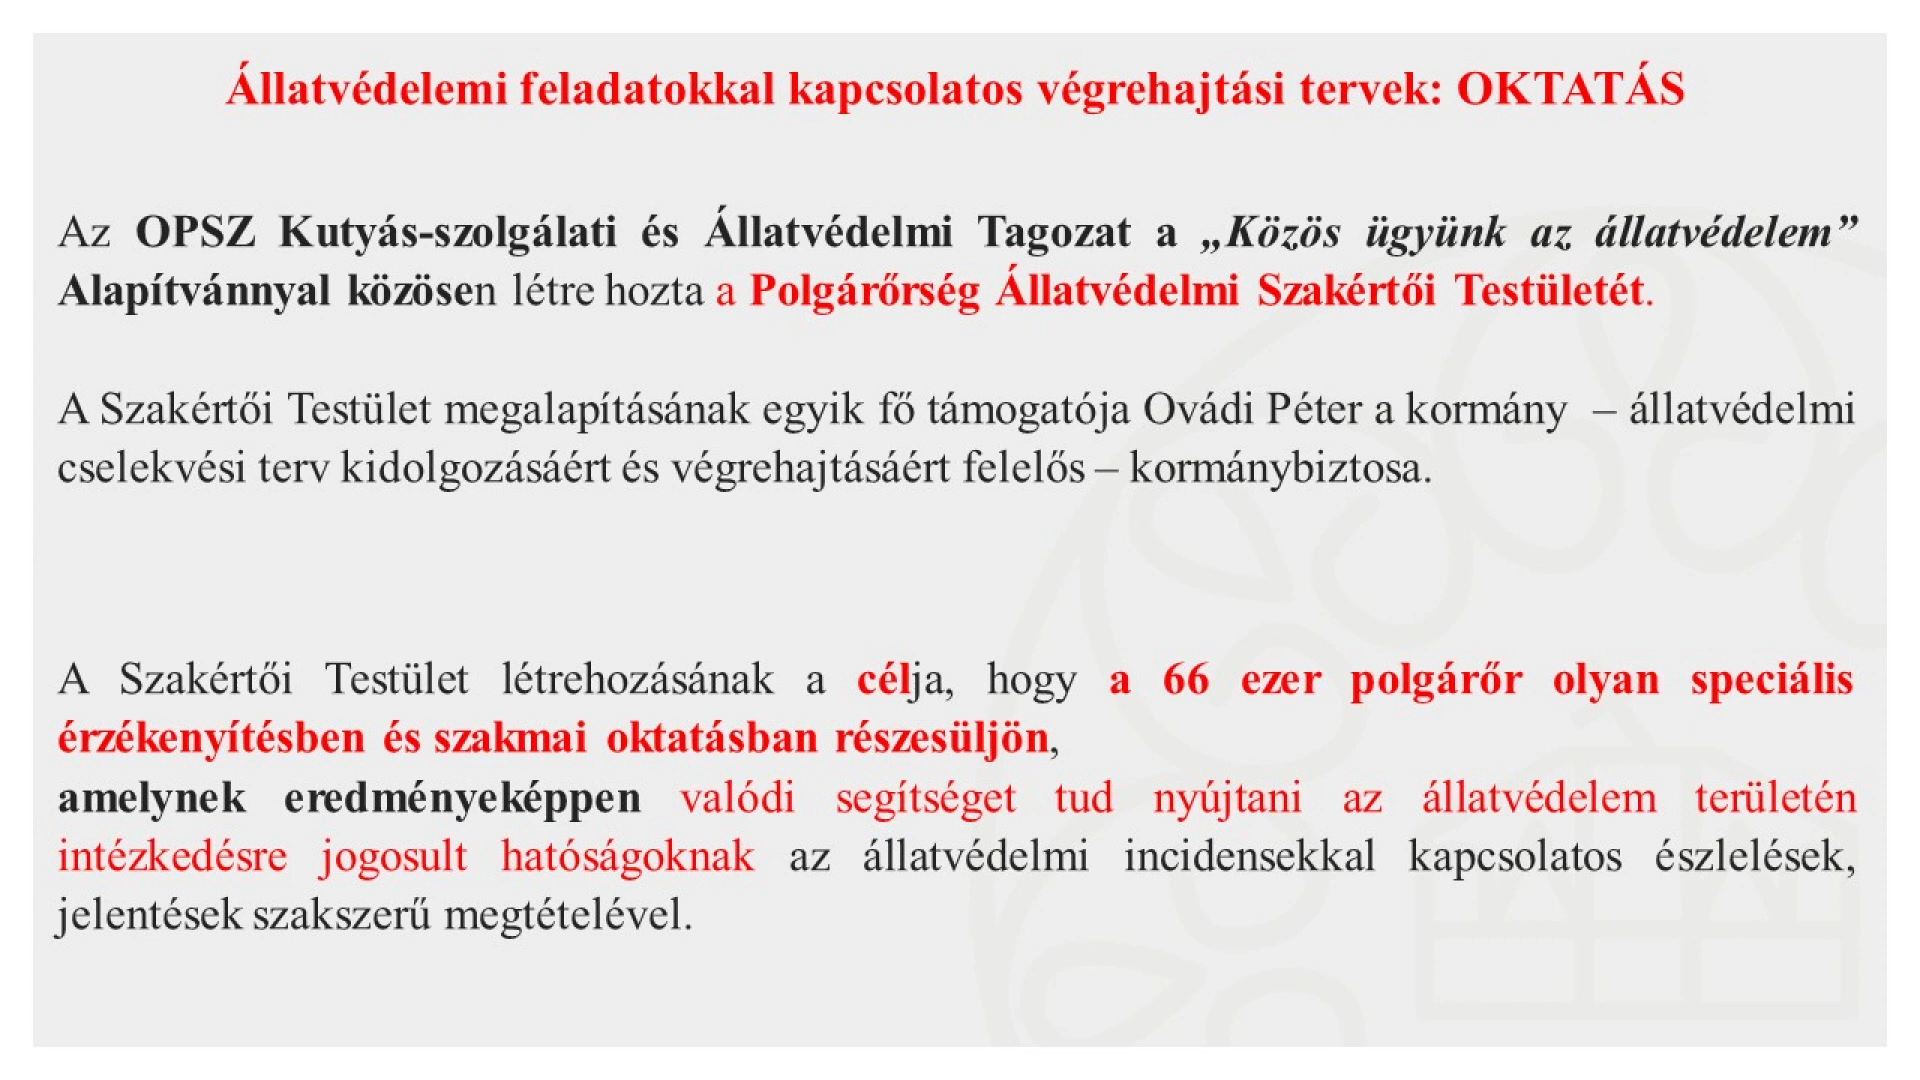 Állatvédelemi feladatokkal kapcsolatos végrehajtási tervek: OKTATÁS
Az OPSZ Kutyás-szolgálati és Állatvédelmi Tagozat a „Közös ügyünk az állatvédelem”
Alapítvánnyal közösen létre hozta a Polgárőrség Állatvédelmi Szakértői Testületét.
A Szakértői Testület megalapításának egyik fő támogatója Ovádi Péter a kormány – állatvédelmi
cselekvési terv kidolgozásáért és végrehajtásáért felelős – kormánybiztosa.
A Szakértői Testület létrehozásának a célja, hogy a 66 ezer polgárőr olyan speciális
érzékenyítésben és szakmai oktatásban részesüljön,
amelynek eredményeképpen valódi segítséget tud nyújtani az állatvédelem területén
intézkedésre jogosult hatóságoknak az állatvédelmi incidensekkal kapcsolatos észlelések,
jelentések szakszerű megtételével.